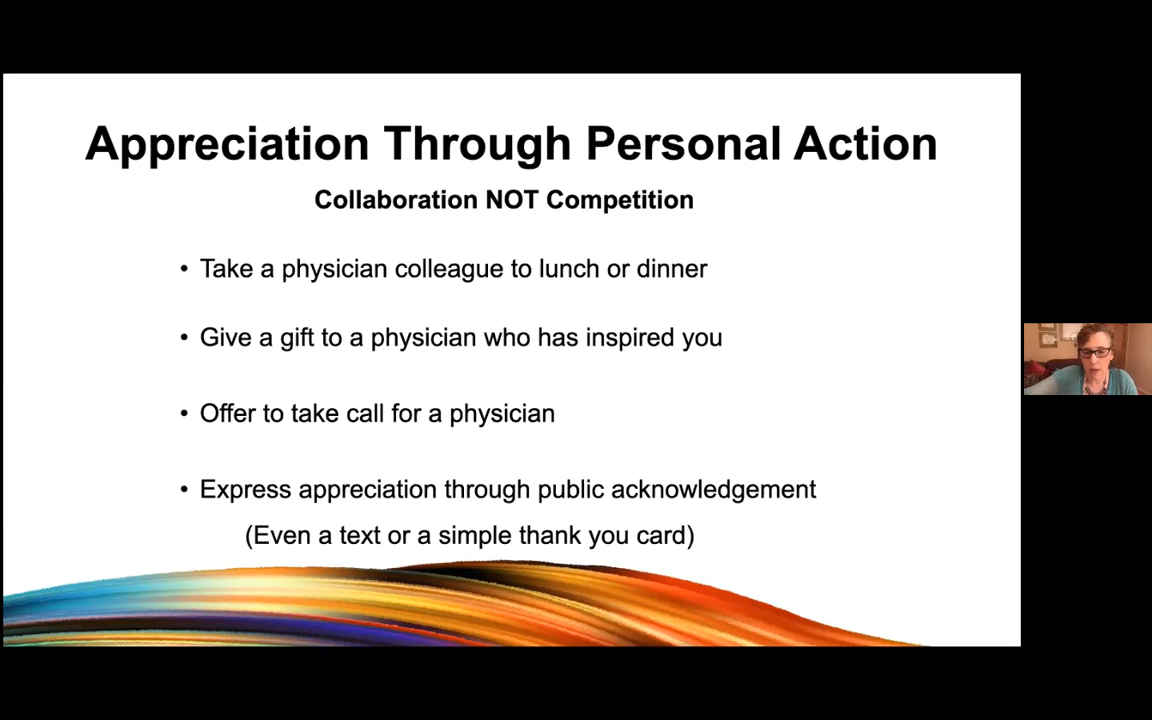 Appreciation Through Personal Action
Collaboration NOT Competition
• Take a physician colleague to lunch or dinner
• Give a gift to a physician who has inspired you
• Offer to take call for a physician
• Express appreciation through public acknowledgement
(Even a text or a simple thank you card)